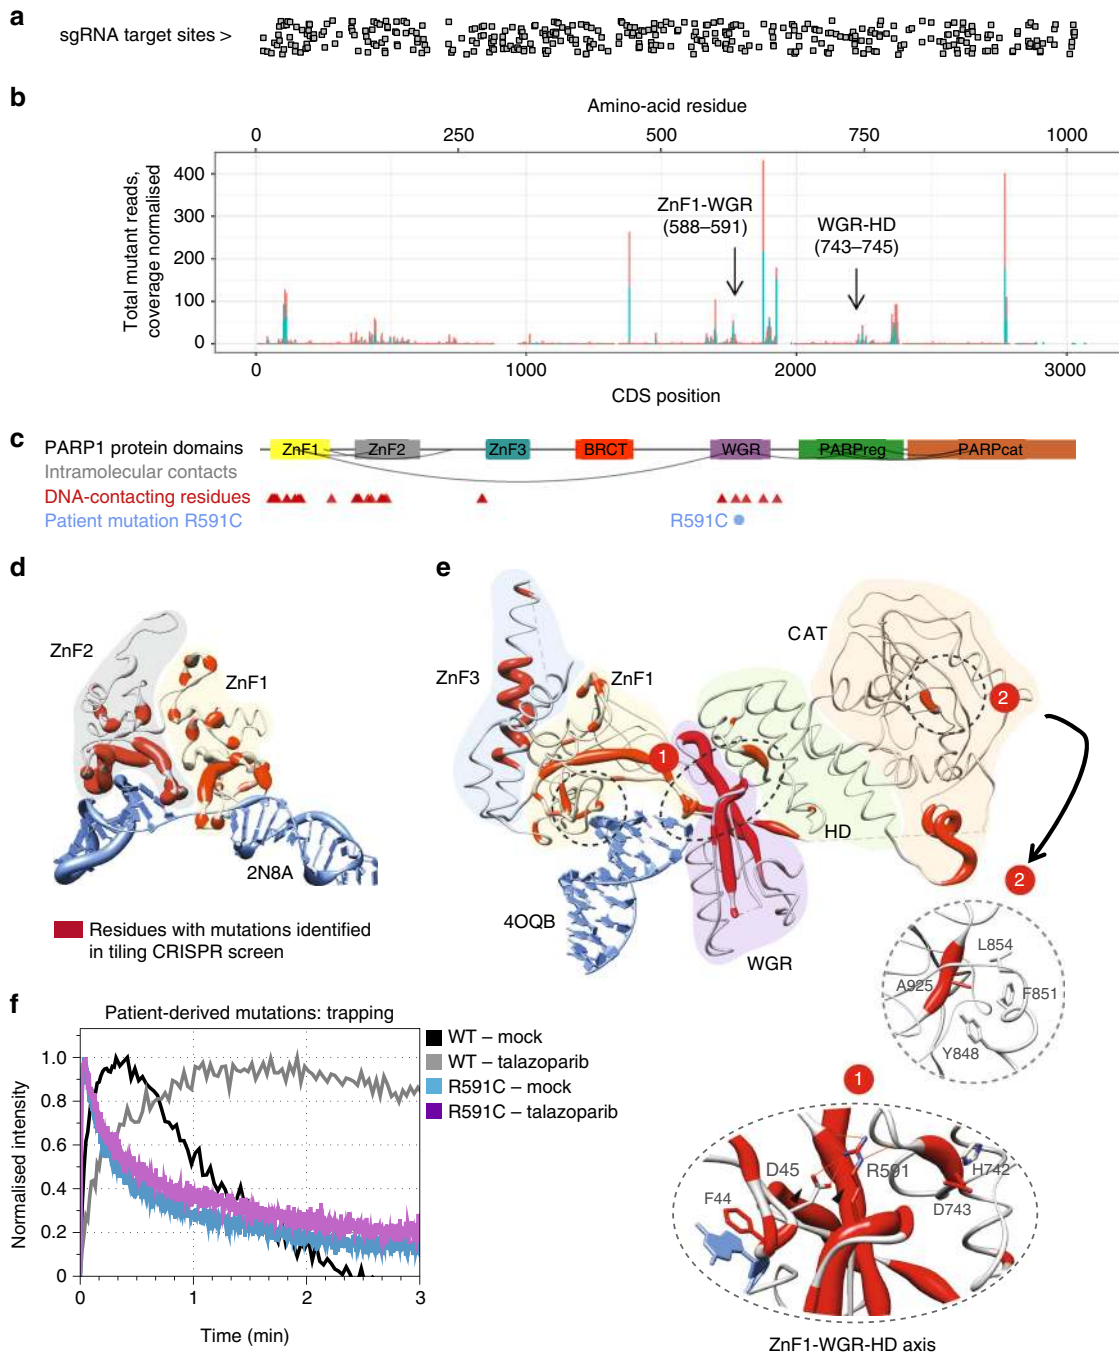 a
sgRNA target sites >
b
Amino-acid residue
0 250 500 750 1000
Total mutant reads,
coverage normalised
400
300
200
100
0
ZnF1-WGR
(588–591)
WGR-HD
(743–745)
0 1000 2000 3000
CDS position
c
PARP1 protein domains
ZnF1 ZnF2 ZnF3 BRCT WGR PARPreg PARPcat
Intramolecular contacts
DNA-contacting residues
Patient mutation R591C
R591C
d
ZnF2
ZnF1
2N8A
Residues with mutations identified
in tiling CRISPR screen
e
ZnF3
ZnF1
CAT
1
2
HD
4OQB
WGR
2
L854
A925
F851
Y848
1
D45
R591
H742
F44
D743
ZnF1-WGR-HD axis
f
Patient-derived mutations: trapping
Normalised intensity
1.0
0.8
0.6
0.4
0.2
0
0 1 2 3
Time (min)
WT – mock
WT – talazoparib
R591C – mock
R591C – talazoparib